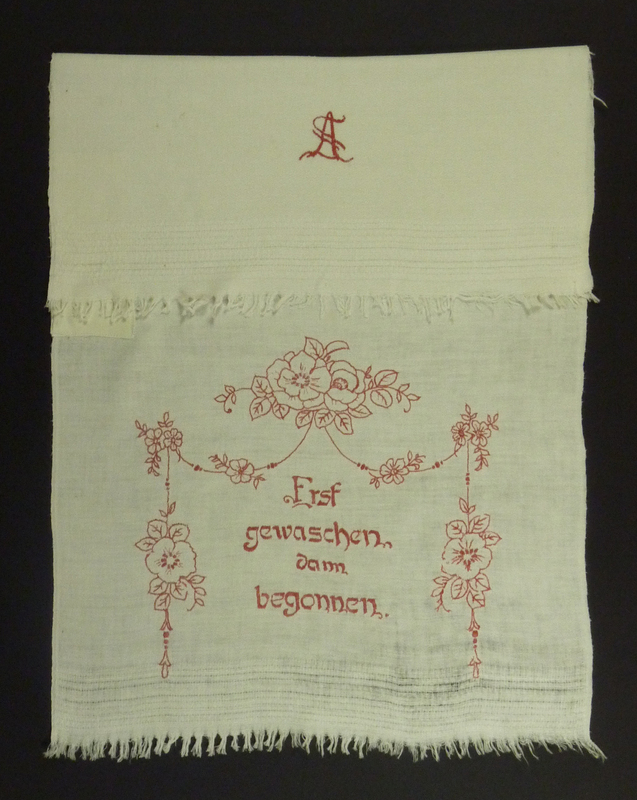 Erst
gewaschen,
dann
begonnen.